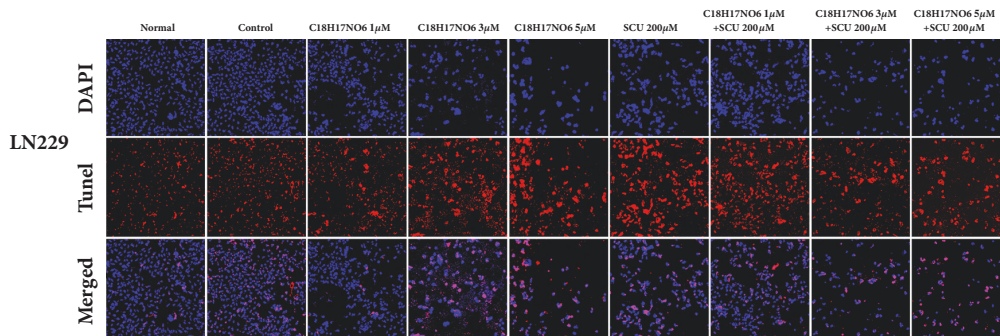 Normal
Control
C18H17NO6 1μM
C18H17NO6 3μM
C18H17NO6 5μM
SCU 200μM
C18H17NO6 1μM
+SCU 200μM
C18H17NO6 3μM
+SCU 200μM
C18H17NO6 5μM
+SCU 200μM
LN229
DAPI
Tunel
Merged